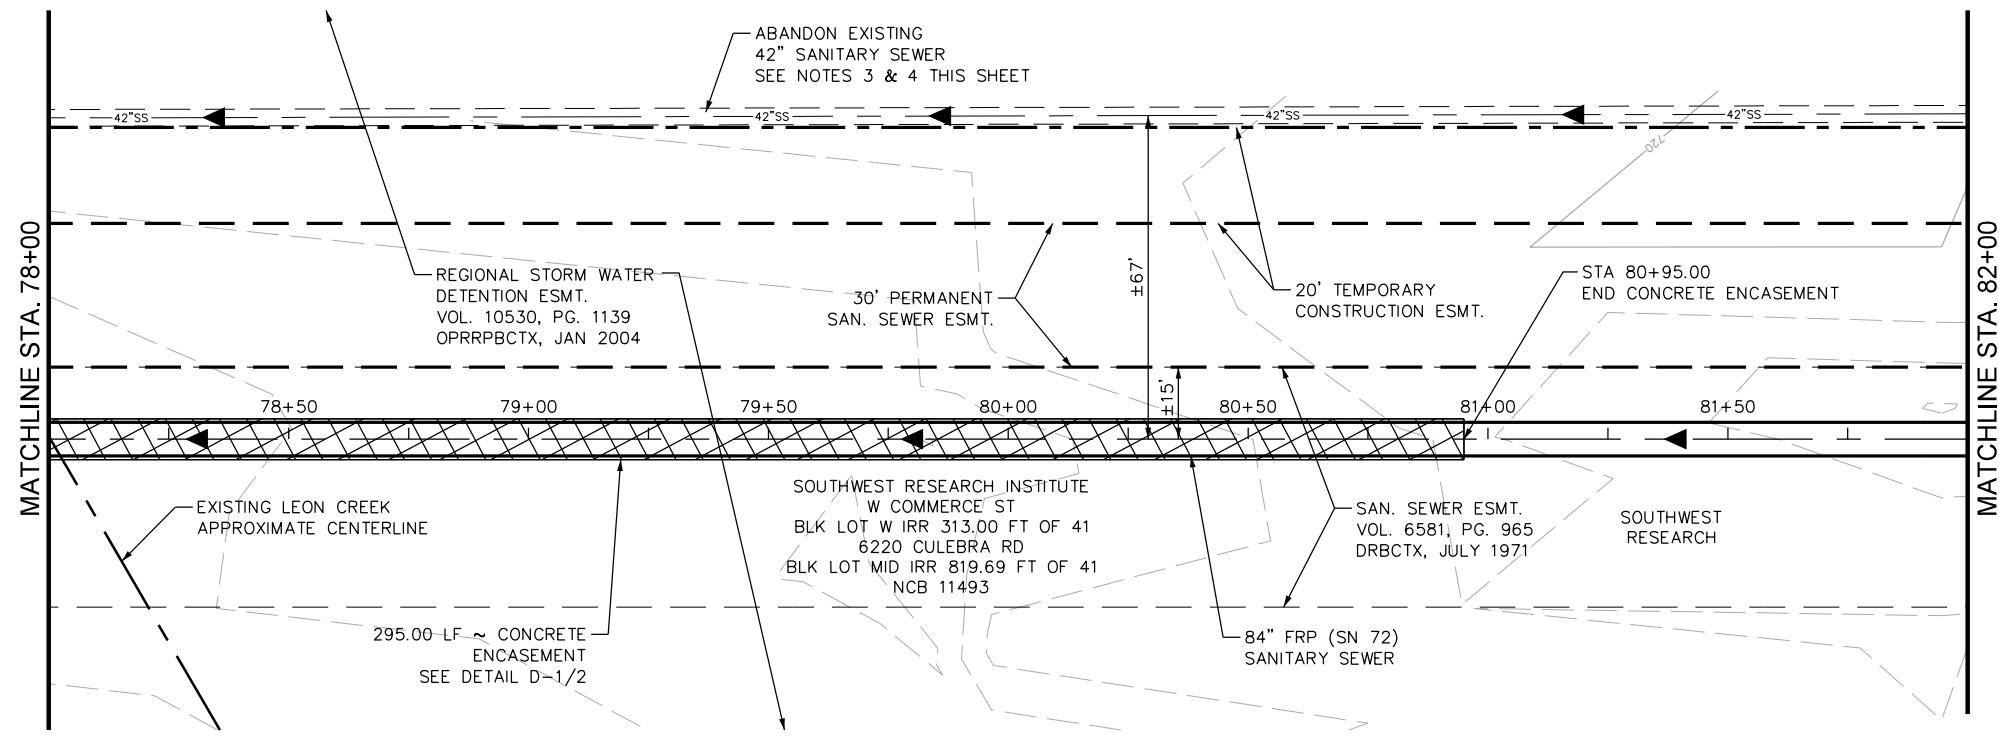 ABANDON EXISTING
42" SANITARY SEWER
SEE NOTES 3 & 4 THIS SHEET
42"SS
42"SS
42"SS
42"SS
720
MATCHLINE STA. 78+00
MATCHLINE STA. 82+00
REGIONAL STORM WATER
DETENTION ESMT.
VOL. 10530, PG. 1139
OPRRPBCTX, JAN 2004
30' PERMANENT
SAN. SEWER ESMT.
±67'
20' TEMPORARY
CONSTRUCTION ESMT.
STA 80+95.00
END CONCRETE ENCASEMENT
±15'
78+50
79+00
79+50
80+00
80+50
81+00
81+50
EXISTING LEON CREEK
APPROXIMATE CENTERLINE
SOUTHWEST RESEARCH INSTITUTE
W COMMERCE ST
BLK LOT W IRR 313.00 FT OF 41
6220 CULEBRA RD
BLK LOT MID IRR 819.69 FT OF 41
NCB 11493
SAN. SEWER ESMT.
VOL. 6581, PG. 965
DRBCTX, JULY 1971
SOUTHWEST
RESEARCH
295.00 LF ~ CONCRETE
ENCASEMENT
SEE DETAIL D-1/2
84" FRP (SN 72)
SANITARY SEWER